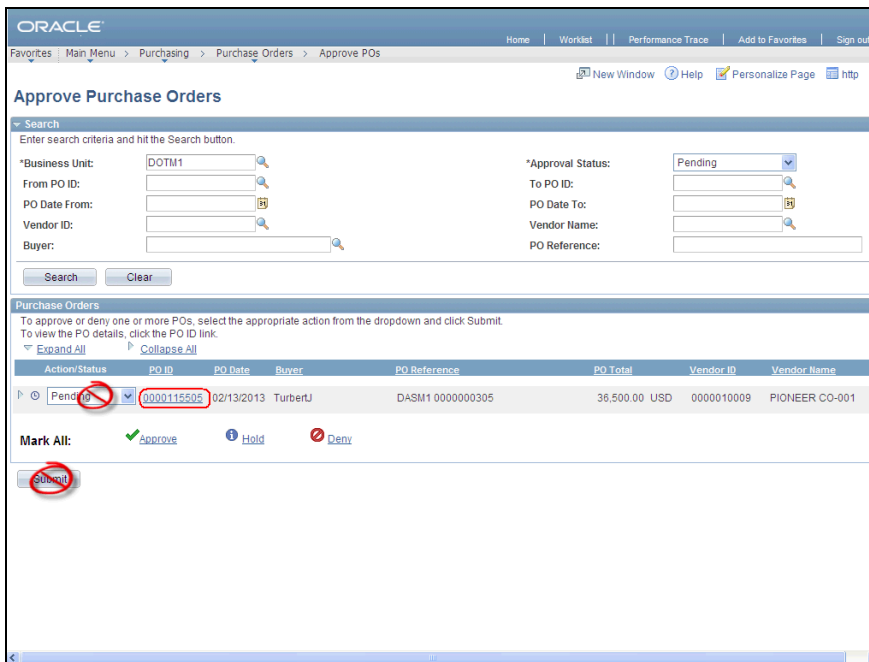 ORACLE
Home | Worklist | | Performance Trace | Add to Favorites | Sign out
Favorites | Main Menu > Purchasing > Purchase Orders > Approve POs
New Window Help Personalize Page http
Approve Purchase Orders
Search
Enter search criteria and hit the Search button.
*Business Unit: DOTM1 *Approval Status: Pending
From PO ID: To PO ID:
PO Date From: PO Date To:
Vendor ID: Vendor Name:
Buyer: PO Reference:
Search Clear
Purchase Orders
To approve or deny one or more POs, select the appropriate action from the dropdown and click Submit.
To view the PO details, click the PO ID link.
Expand All Collapse All
Action/Status PO ID PO Date Buyer PO Reference PO Total Vendor ID Vendor Name
Pending 0000115505 02/13/2013 TurbertJ DASM1 0000000305 36,500.00 USD 0000010009 PIONEER CO-001
Mark All: Approve Hold Deny
Submit